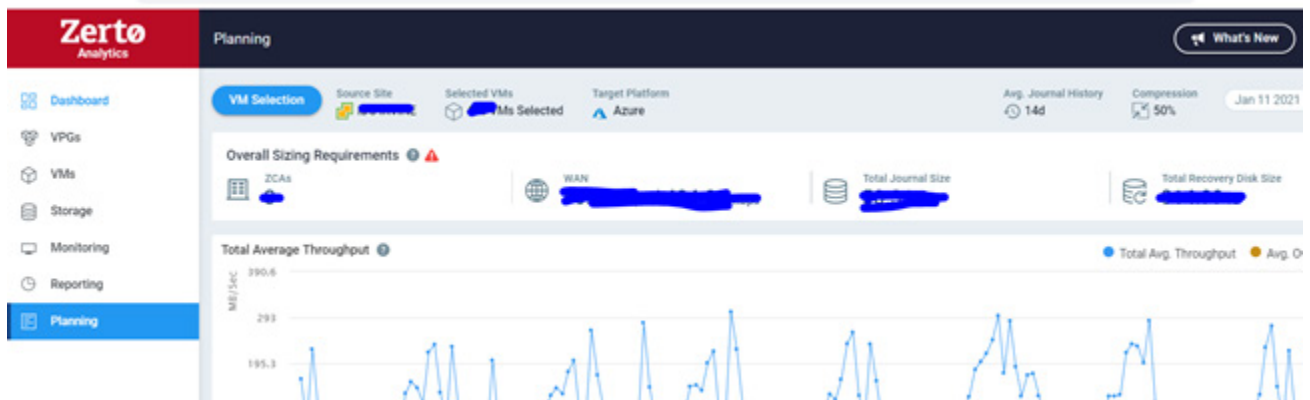 Zerto
Analytics
Planning
What's New
Dashboard
VPGs
VMs
Storage
Monitoring
Reporting
Planning
VM Selection
Source Site
Selected VMs
VMs Selected
Target Platform
Azure
Avg. Journal History
14d
Compression
50%
Jan 11 2021
Overall Sizing Requirements
ZCAs
WAN
Total Journal Size
Total Recovery Disk Size
Total Average Throughput
Total Avg. Throughput
Avg. O
MB/Sec
390.6
293
195.3